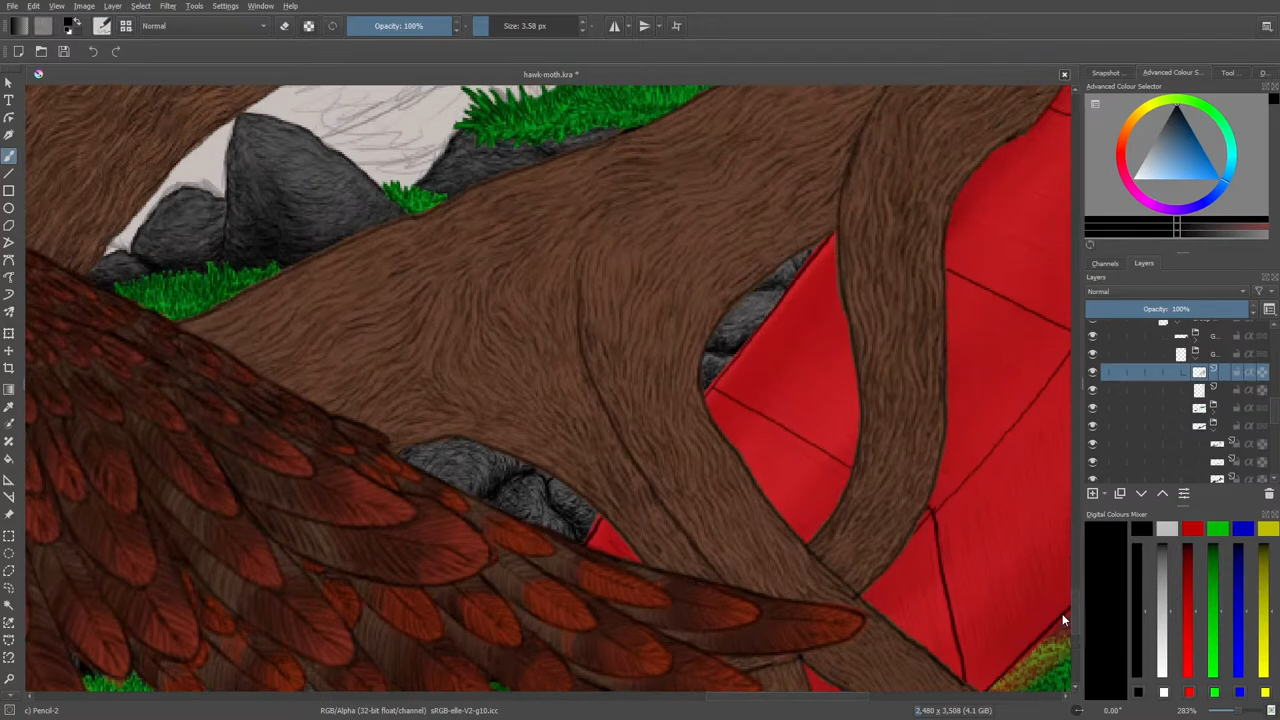 File Edit View Image Layer Select Filter Tools Settings Window Help
Normal Opacity: 100% Size: 3.58 px
hawk-moth.kra *
Snapshot ... Advanced Colour S... Tool ... O...
Advanced Colour Selector
Channels Layers
Layers
Normal
Opacity: 100%
G...
G...
Digital Colours Mixer
c) Pencil-2 RGB/Alpha (32-bit float/channel) sRGB-elle-V2-g10.icc 2,480 x 3,508 (4.1 GiB) 0.00° 283%